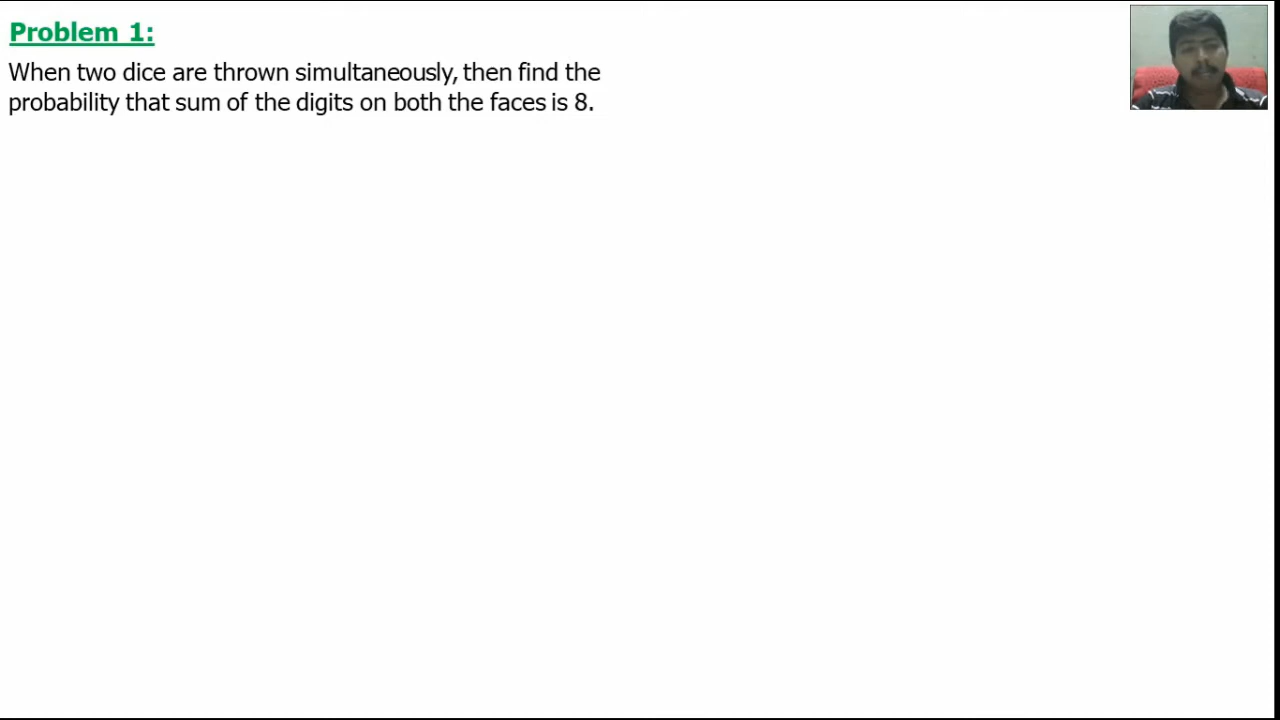 Problem 1:
When two dice are thrown simultaneously, then find the
probability that sum of the digits on both the faces is 8.